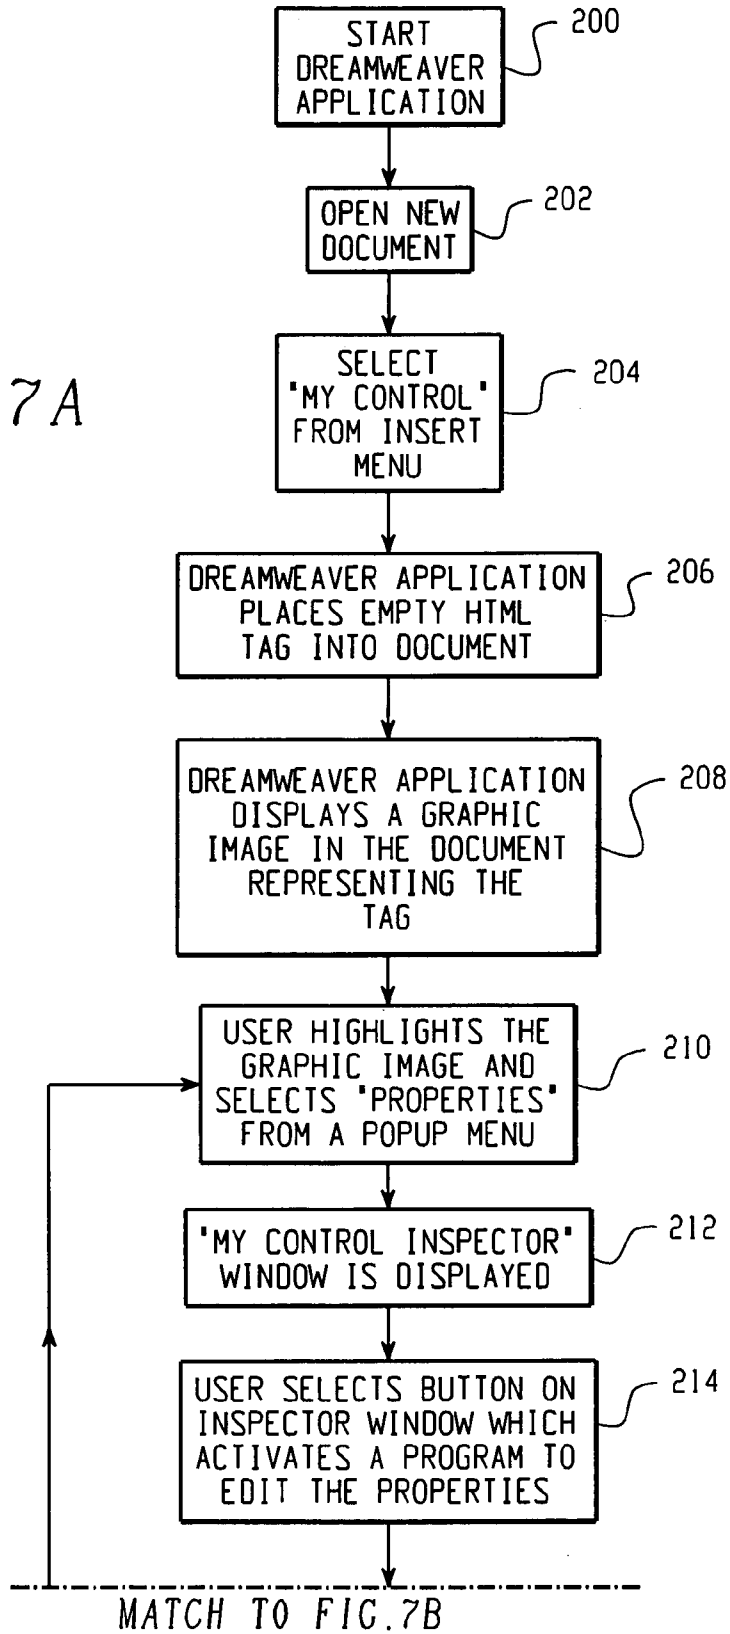 START
DREAMWEAVER
APPLICATION
200
OPEN NEW
DOCUMENT
202
7A
SELECT
"MY CONTROL"
FROM INSERT
MENU
204
DREAMWEAVER APPLICATION
PLACES EMPTY HTML
TAG INTO DOCUMENT
206
DREAMWEAVER APPLICATION
DISPLAYS A GRAPHIC
IMAGE IN THE DOCUMENT
REPRESENTING THE
TAG
208
USER HIGHLIGHTS THE
GRAPHIC IMAGE AND
SELECTS "PROPERTIES"
FROM A POPUP MENU
210
"MY CONTROL INSPECTOR"
WINDOW IS DISPLAYED
212
USER SELECTS BUTTON ON
INSPECTOR WINDOW WHICH
ACTIVATES A PROGRAM TO
EDIT THE PROPERTIES
214
MATCH TO FIG.7B